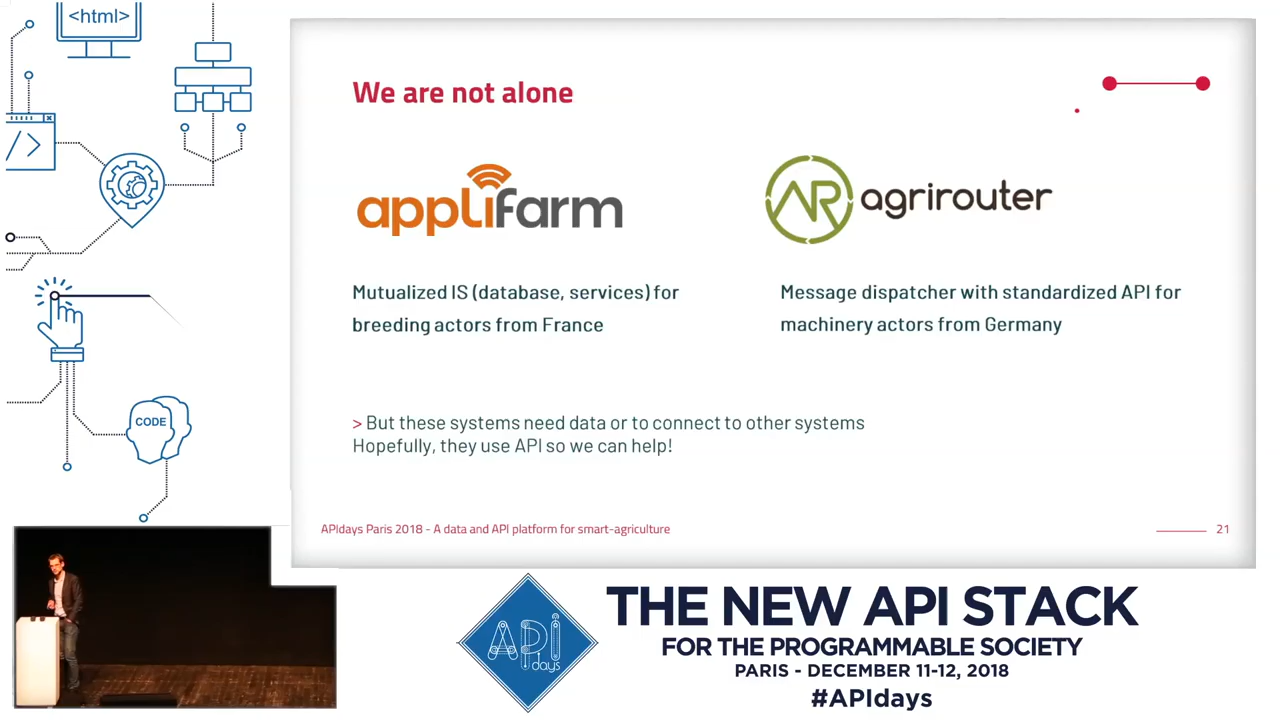 <html>
</>
CODE
We are not alone
applifarm
AR agrirouter
Mutualized IS (database, services) for
breeding actors from France
Message dispatcher with standardized API for
machinery actors from Germany
> But these systems need data or to connect to other systems
Hopefully, they use API so we can help!
APIdays Paris 2018 - A data and API platform for smart-agriculture
21
API
days
THE NEW API STACK
FOR THE PROGRAMMABLE SOCIETY
PARIS - DECEMBER 11-12, 2018
#APIdays